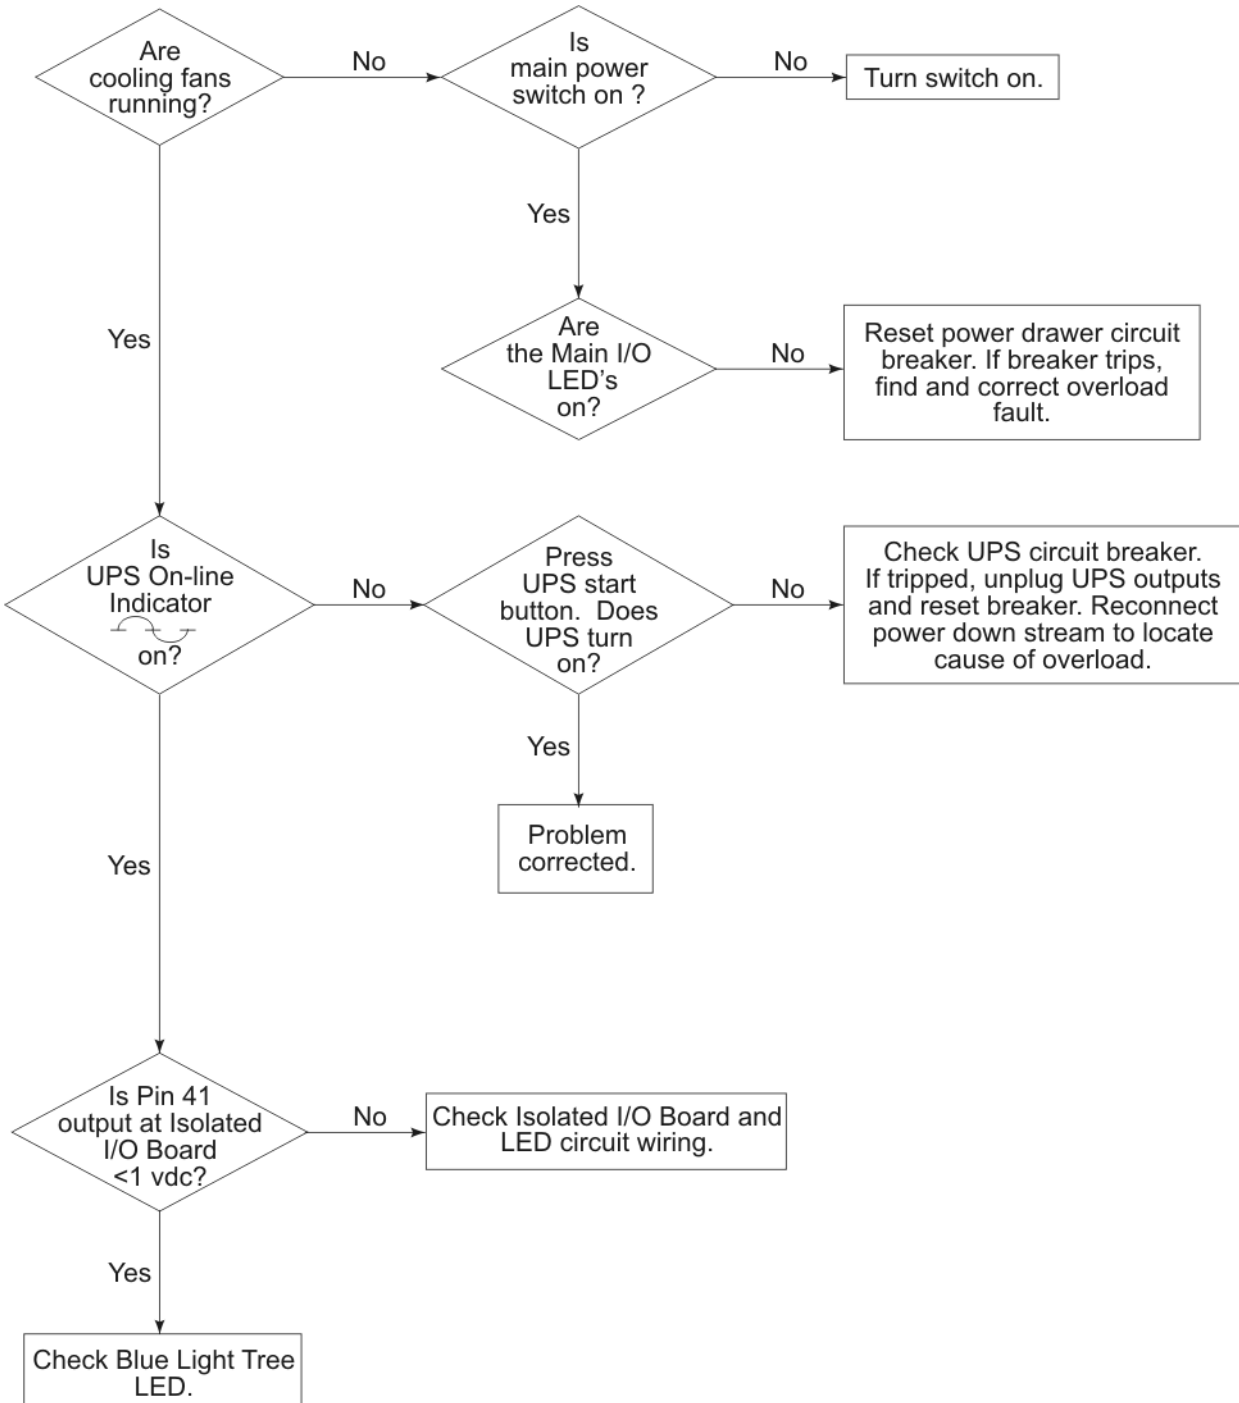 Are
cooling fans
running?
No
Is
main power
switch on ?
No
Turn switch on.
Yes
Yes
Are
the Main I/O
LED's
on?
No
Reset power drawer circuit
breaker. If breaker trips,
find and correct overload
fault.
Is
UPS On-line
Indicator
on?
No
Press
UPS start
button.  Does
UPS turn
on?
No
Check UPS circuit breaker.
If tripped, unplug UPS outputs
and reset breaker. Reconnect
power down stream to locate
cause of overload.
Yes
Problem
corrected.
Yes
Is Pin 41
output at Isolated
I/O Board
<1 vdc?
No
Check Isolated I/O Board and
LED circuit wiring.
Yes
Check Blue Light Tree
LED.